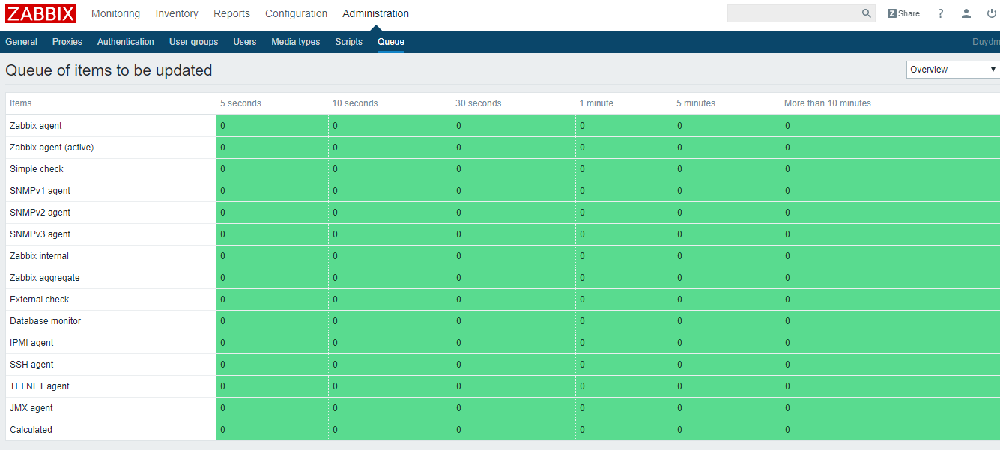 ZABBIX Monitoring Inventory Reports Configuration Administration Z Share ?
General Proxies Authentication User groups Users Media types Scripts Queue Duydm
Queue of items to be updated Overview
Items 5 seconds 10 seconds 30 seconds 1 minute 5 minutes More than 10 minutes
Zabbix agent 0 0 0 0 0 0
Zabbix agent (active) 0 0 0 0 0 0
Simple check 0 0 0 0 0 0
SNMPv1 agent 0 0 0 0 0 0
SNMPv2 agent 0 0 0 0 0 0
SNMPv3 agent 0 0 0 0 0 0
Zabbix internal 0 0 0 0 0 0
Zabbix aggregate 0 0 0 0 0 0
External check 0 0 0 0 0 0
Database monitor 0 0 0 0 0 0
IPMI agent 0 0 0 0 0 0
SSH agent 0 0 0 0 0 0
TELNET agent 0 0 0 0 0 0
JMX agent 0 0 0 0 0 0
Calculated 0 0 0 0 0 0